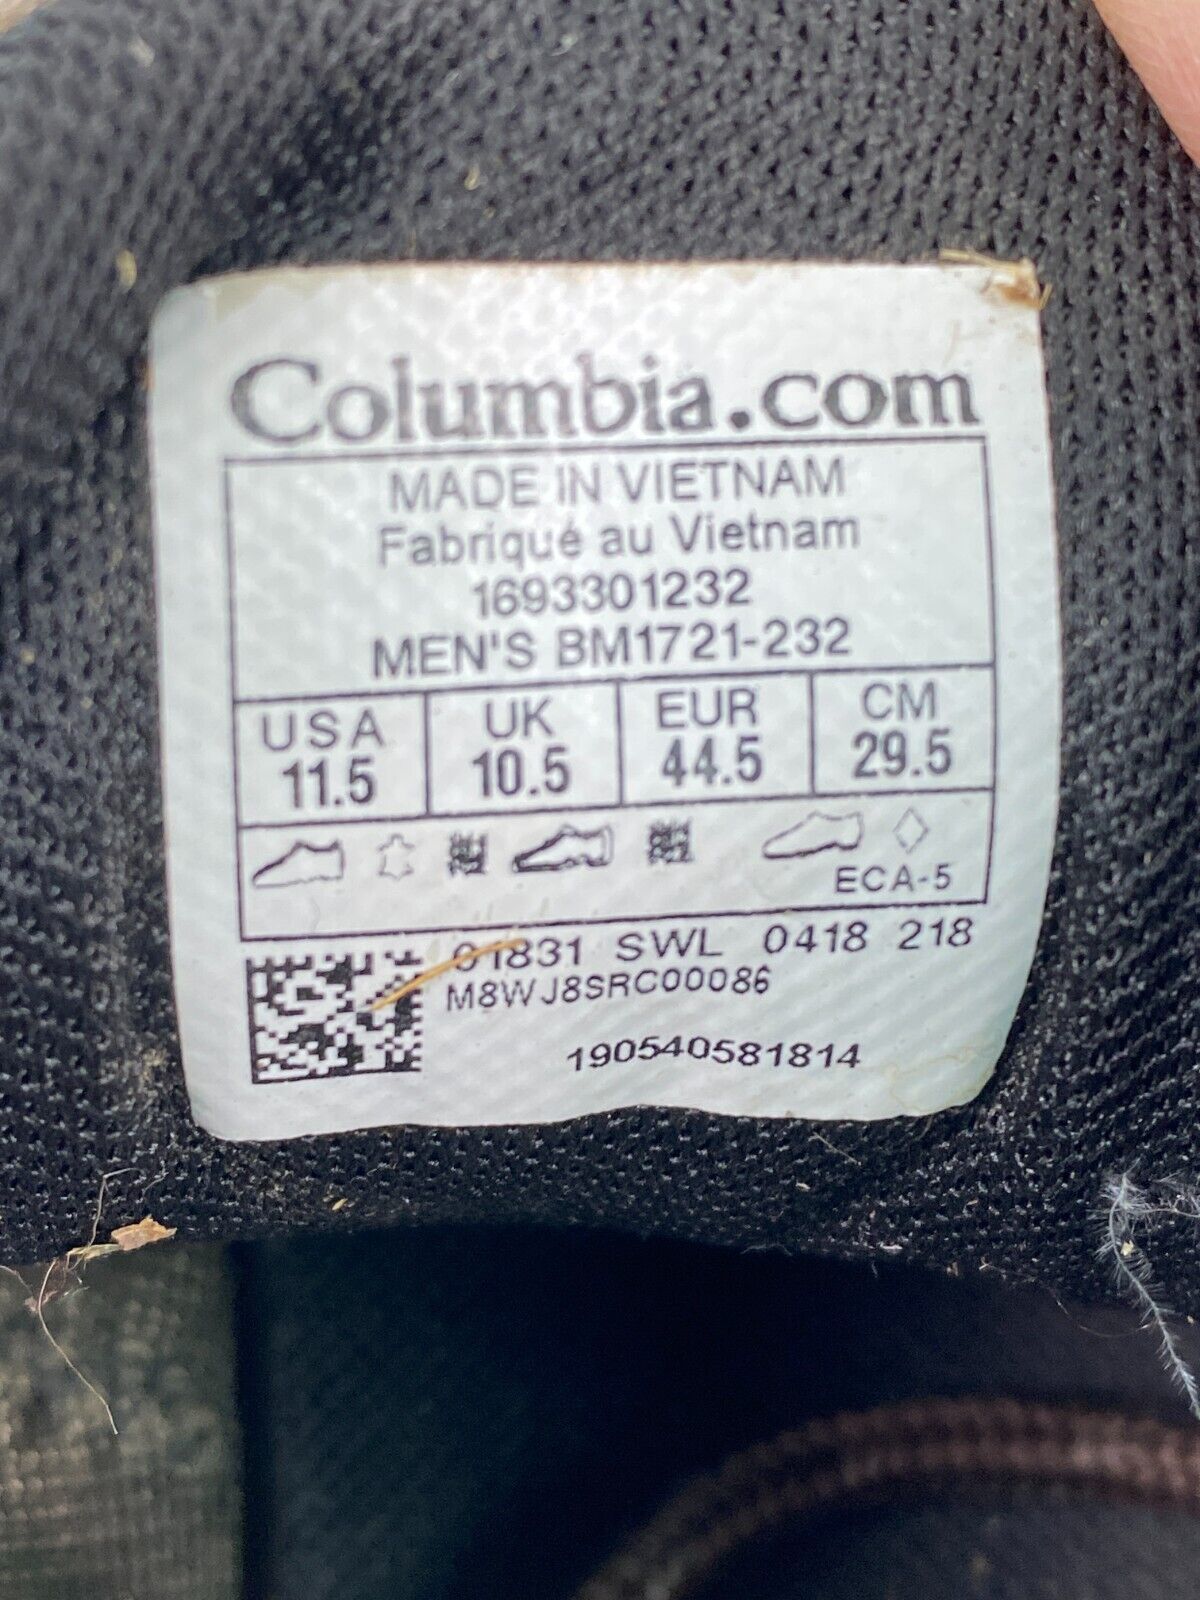 Columbia.com
MADE IN VIETNAM
Fabriqué au Vietnam
1693301232
MEN'S BM1721-232
USA UK EUR CM
11.5 10.5 44.5 29.5
ECA-5
01831 SWL 0418 218
M8WJ8SRC00086
190540581814